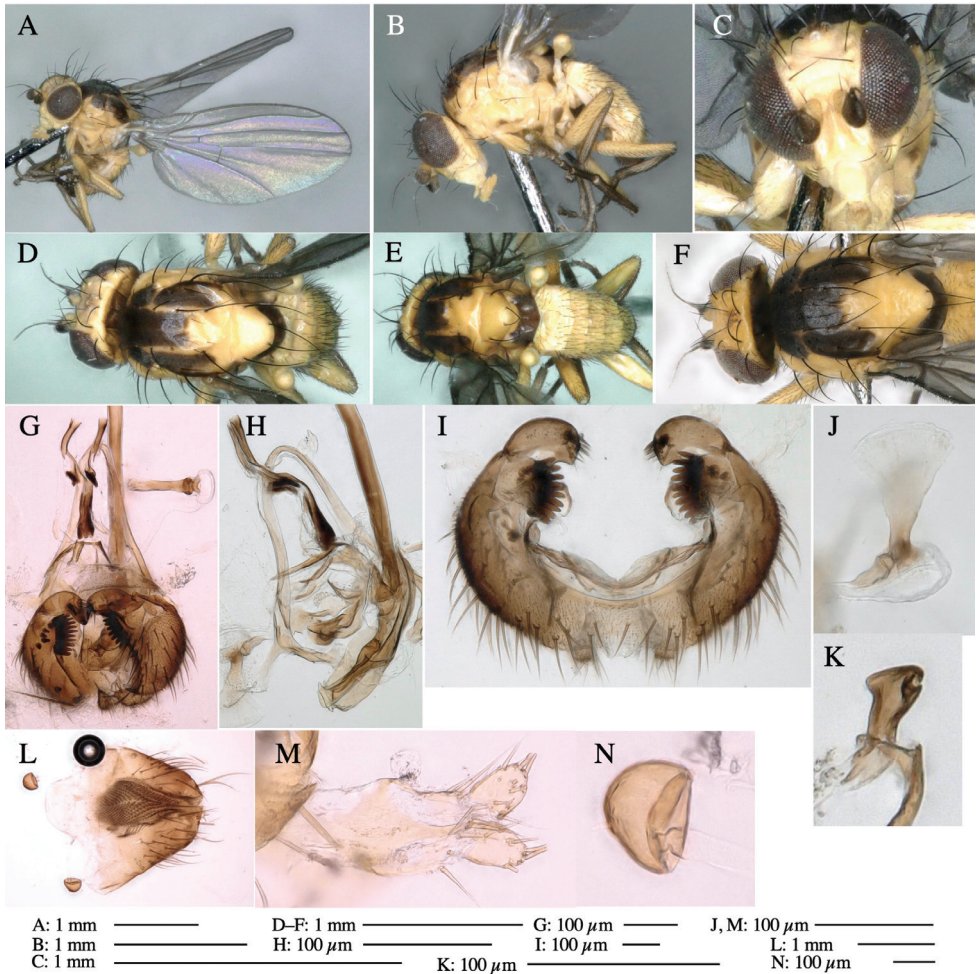 A
B
C
D
E
F
G
H
I
J
K
L
M
N
A: 1 mm
D–F: 1 mm
G: 100 µm
J, M: 100 µm
B: 1 mm
H: 100 µm
I: 100 µm
L: 1 mm
C: 1 mm
K: 100 µm
N: 100 µm